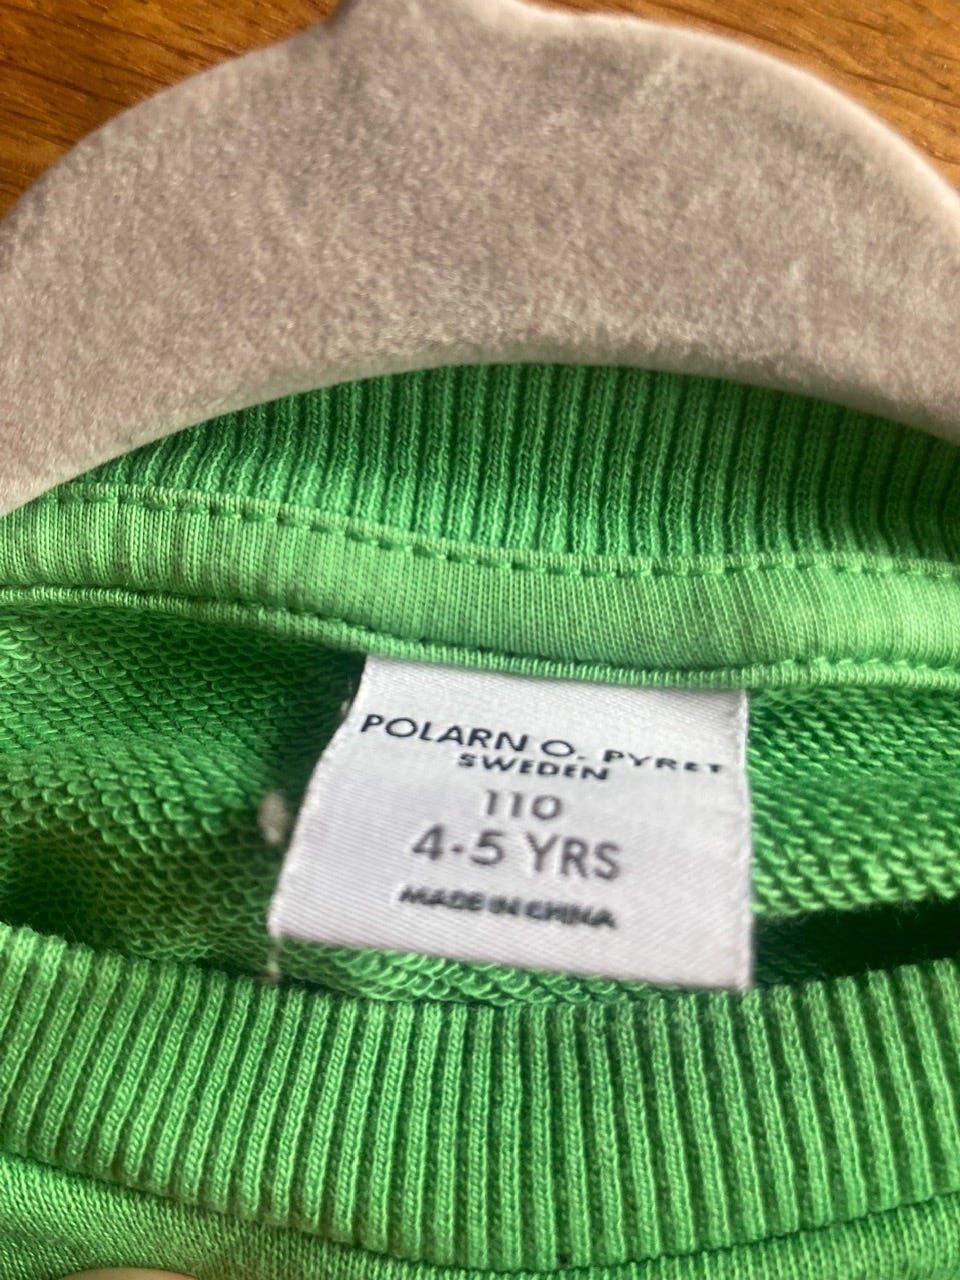 POLARN O. PYRET
SWEDEN
110
4-5 YRS
MADE IN CHINA